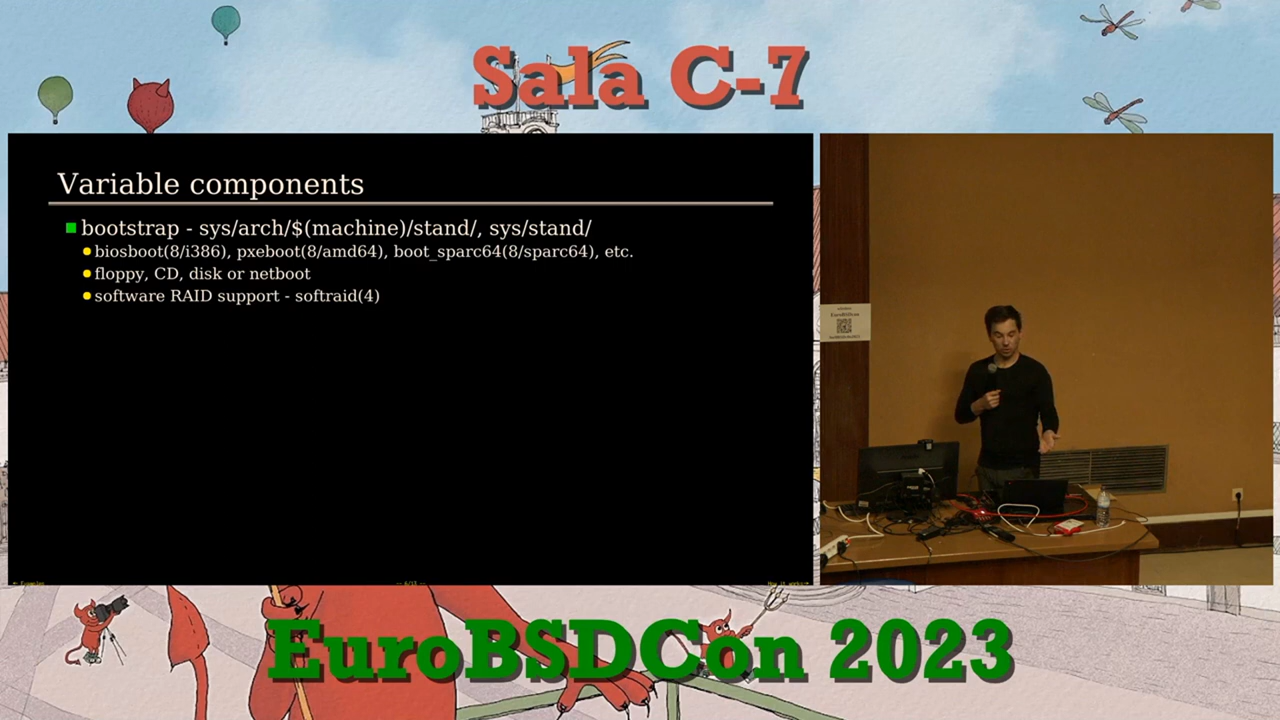 Sala C-7
Variable components
bootstrap - sys/arch/$(machine)/stand/, sys/stand/
biosboot(8/i386), pxeboot(8/amd64), boot_sparc64(8/sparc64), etc.
floppy, CD, disk or netboot
software RAID support - softraid(4)
EuroBSDCon
EuroBSDCon 2023